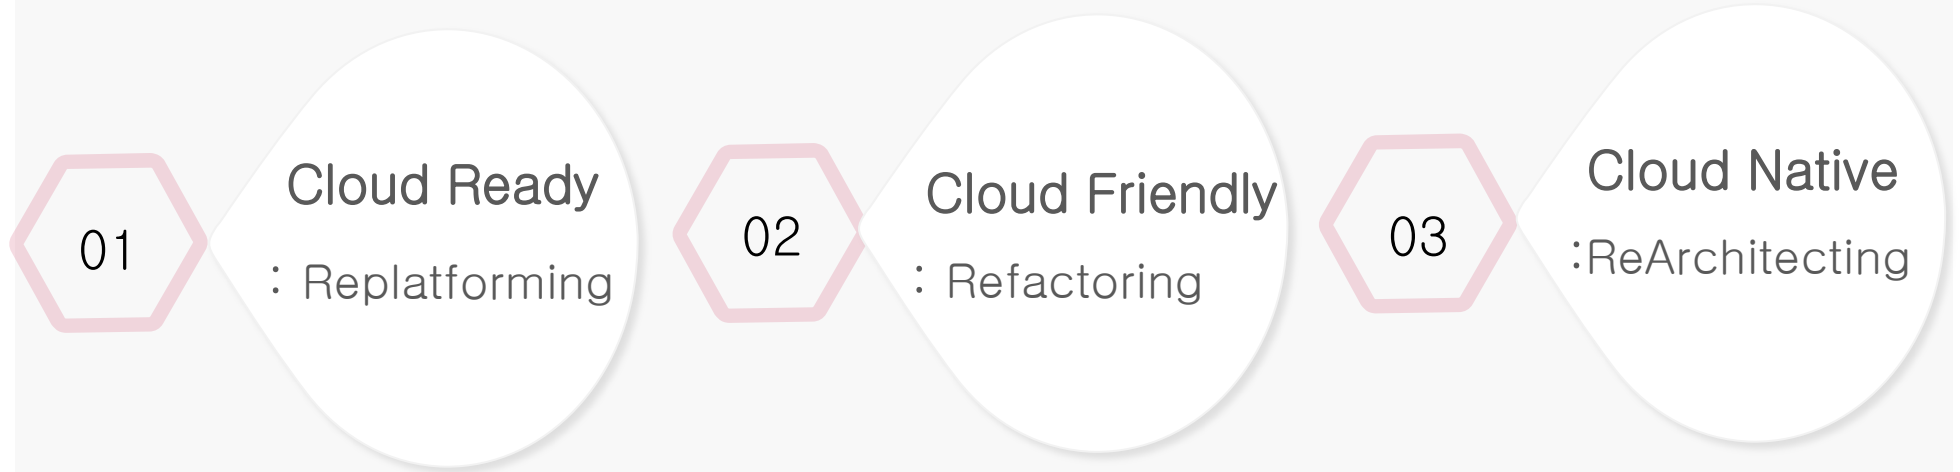 01
Cloud Ready
: Replatforming
02
Cloud Friendly
: Refactoring
03
Cloud Native
:ReArchitecting